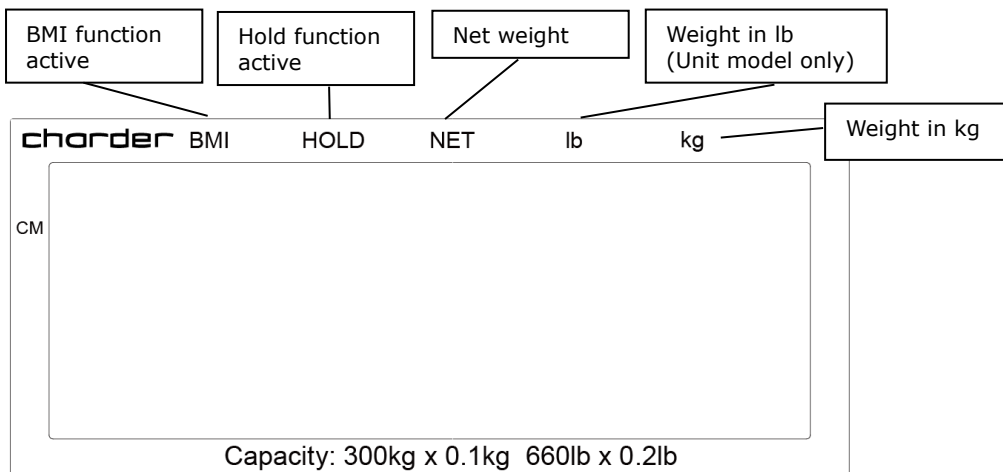 BMI function
active
Hold function
active
Net weight
Weight in lb
(Unit model only)
Weight in kg
charder BMI HOLD NET lb kg
CM
Capacity: 300kg x 0.1kg 660lb x 0.2lb